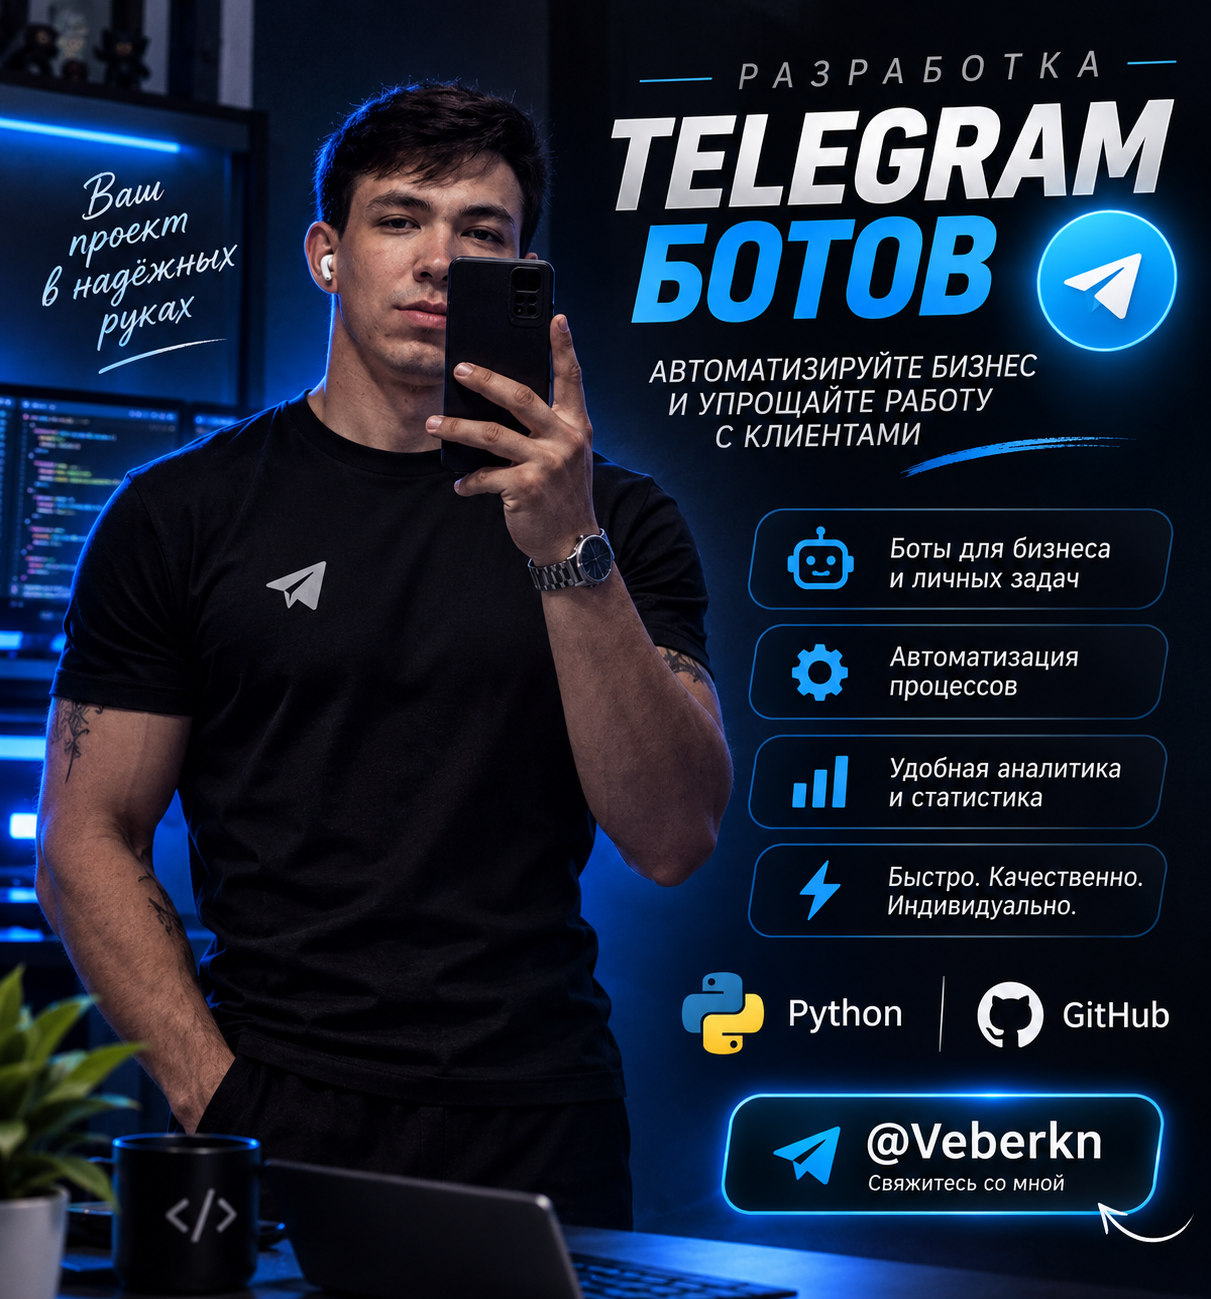 Ваш
проект
в надёжных
руках
РАЗРАБОТКА
TELEGRAM
БОТОВ
АВТОМАТИЗИРУЙТЕ БИЗНЕС
И УПРОЩАЙТЕ РАБОТУ
С КЛИЕНТАМИ
Боты для бизнеса
и личных задач
Автоматизация
процессов
Удобная аналитика
и статистика
Быстро. Качественно.
Индивидуально.
Python
GitHub
@Veberkn
Свяжитесь со мной
</>